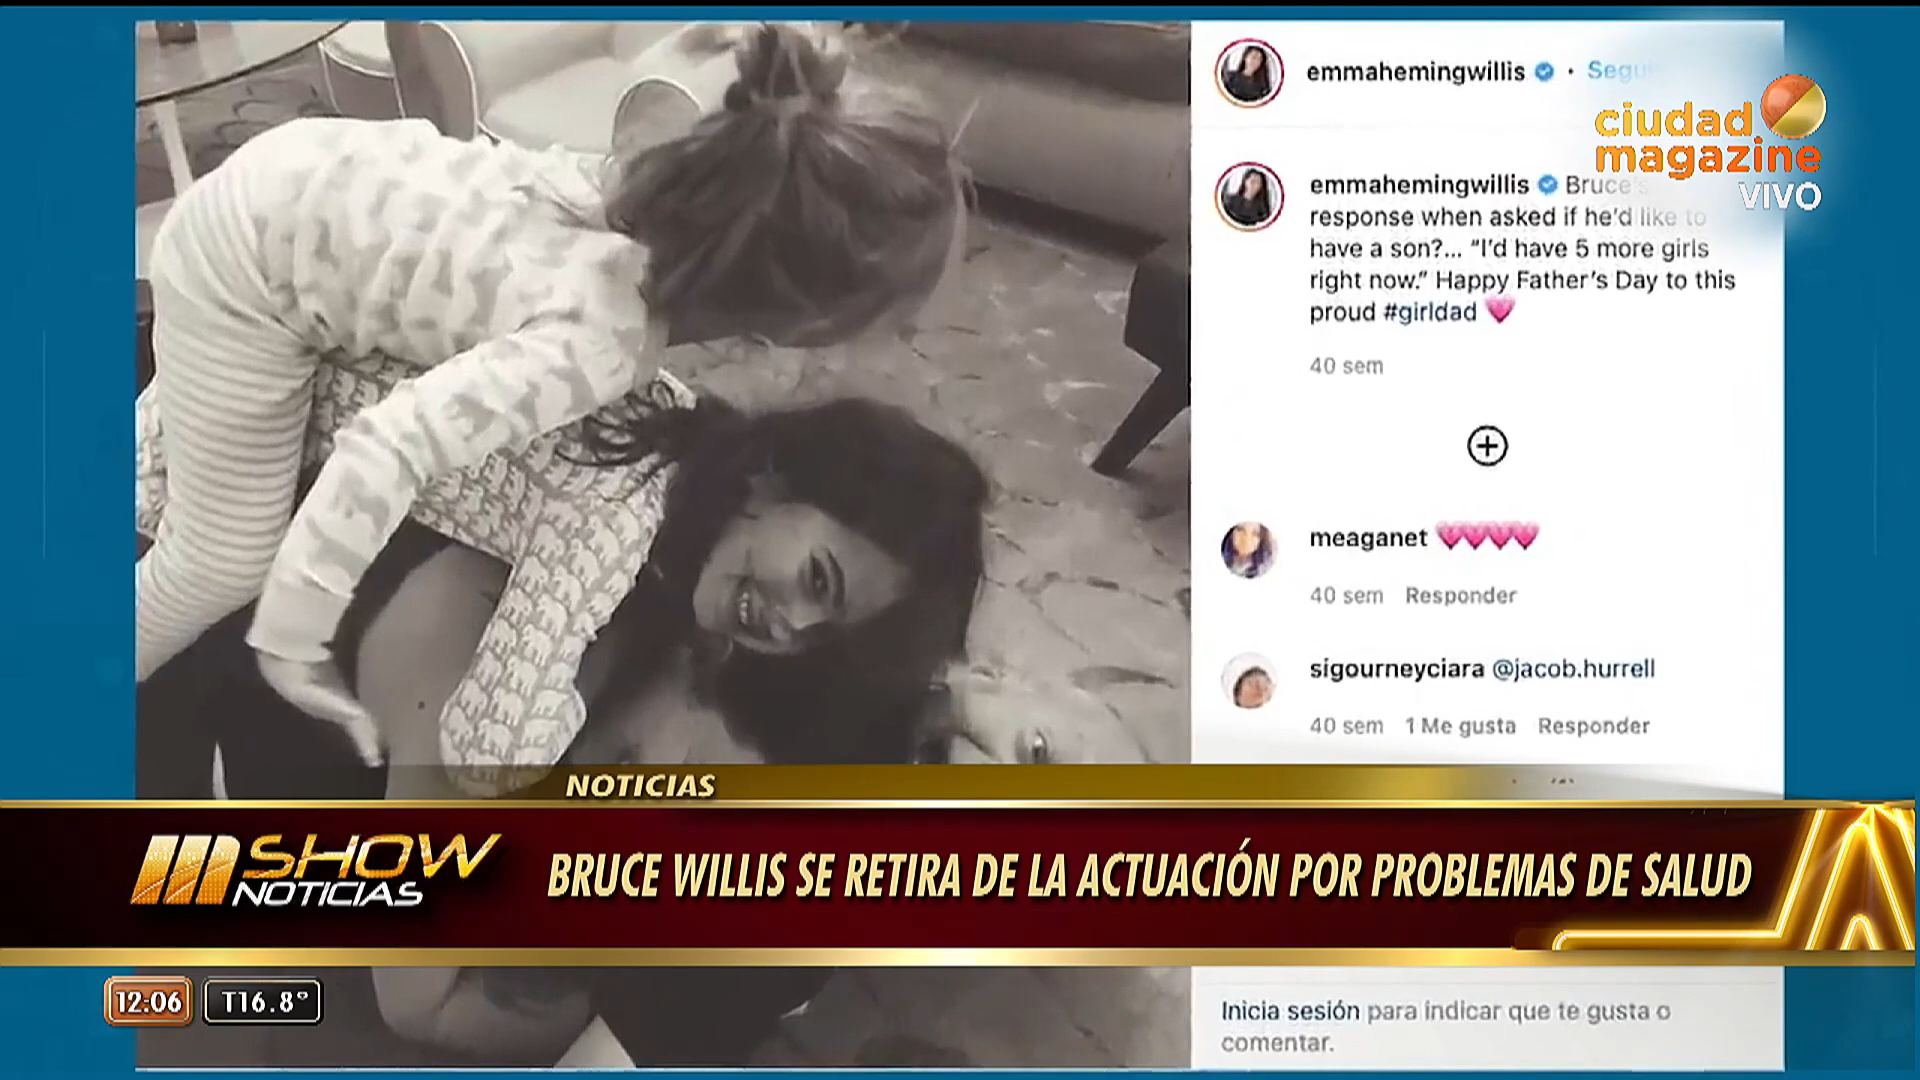 emmahemingwillis • Segui
ciudad
magazine
VIVO
emmahemingwillis Bruce's
response when asked if he'd like to
have a son?... "I'd have 5 more girls
right now." Happy Father's Day to this
proud #girldad
40 sem
meaganet
40 sem Responder
sigourneyciara @jacob.hurrell
40 sem 1 Me gusta Responder
NOTICIAS
M SHOW
NOTICIAS
BRUCE WILLIS SE RETIRA DE LA ACTUACIÓN POR PROBLEMAS DE SALUD
12:06 T16.8°
Inicia sesión para indicar que te gusta o
comentar.